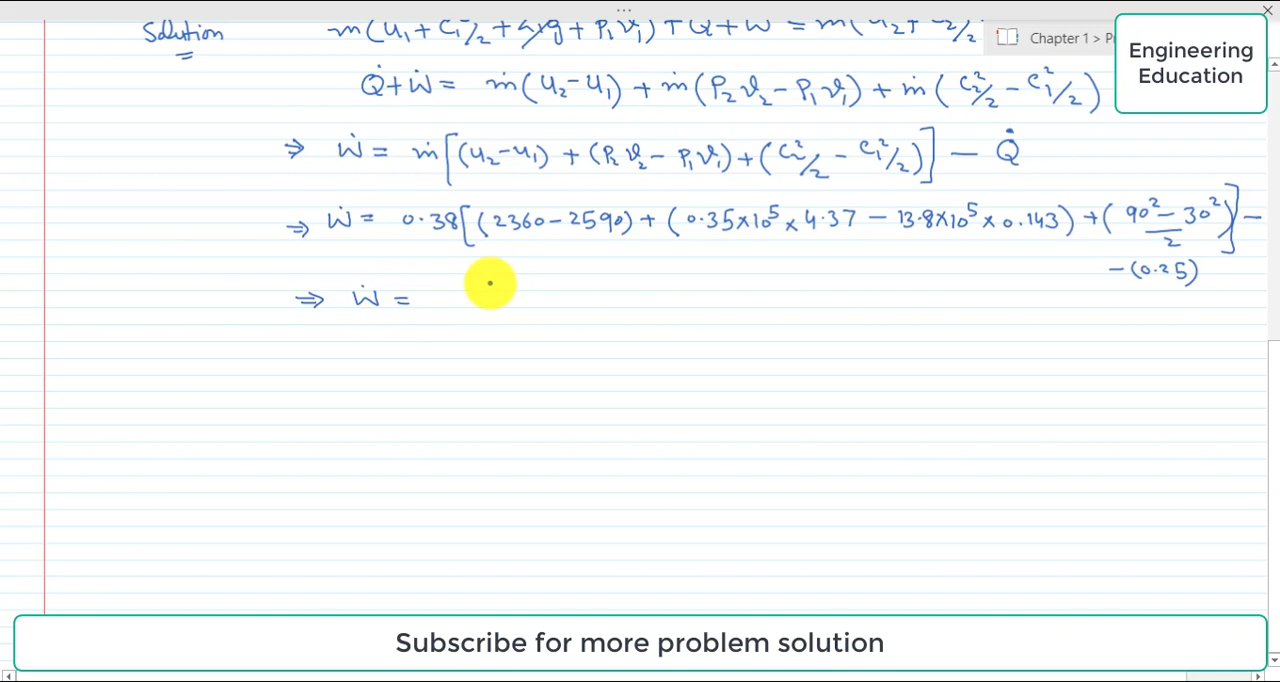 Solution
Chapter 1 >
Engineering
Education
Q̇+Ẇ = ṁ(u₂-u₁) + ṁ(P₂v₂ - P₁v₁) + ṁ(C₂²/2 - C₁²/2)
⇒ Ẇ = ṁ[(u₂-u₁) + (P₂v₂ - P₁v₁) + (C₂²/2 - C₁²/2)] - Q̇
⇒ Ẇ = 0.38[(2360-2590) + (0.35×10⁵×4.37 - 13.8×10⁵×0.143) + (90²-30²/2)] -
-(0.25)
⇒ Ẇ =
Subscribe for more problem solution